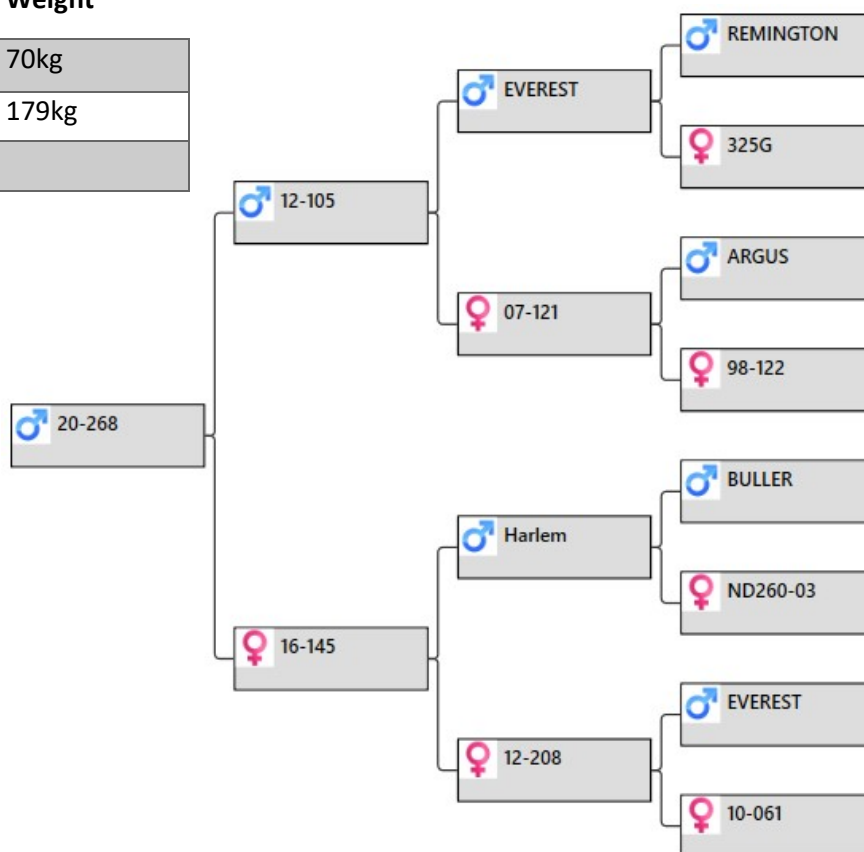 Weight
70kg
179kg
REMINGTON
EVEREST
325G
12-105
ARGUS
07-121
98-122
20-268
BULLER
Harlem
ND260-03
16-145
EVEREST
12-208
10-061